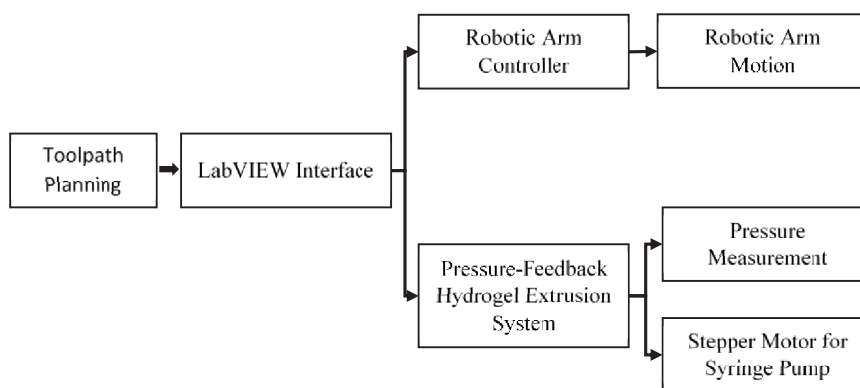 Toolpath
Planning
LabVIEW Interface
Robotic Arm
Controller
Robotic Arm
Motion
Pressure-Feedback
Hydrogel Extrusion
System
Pressure
Measurement
Stepper Motor for
Syringe Pump